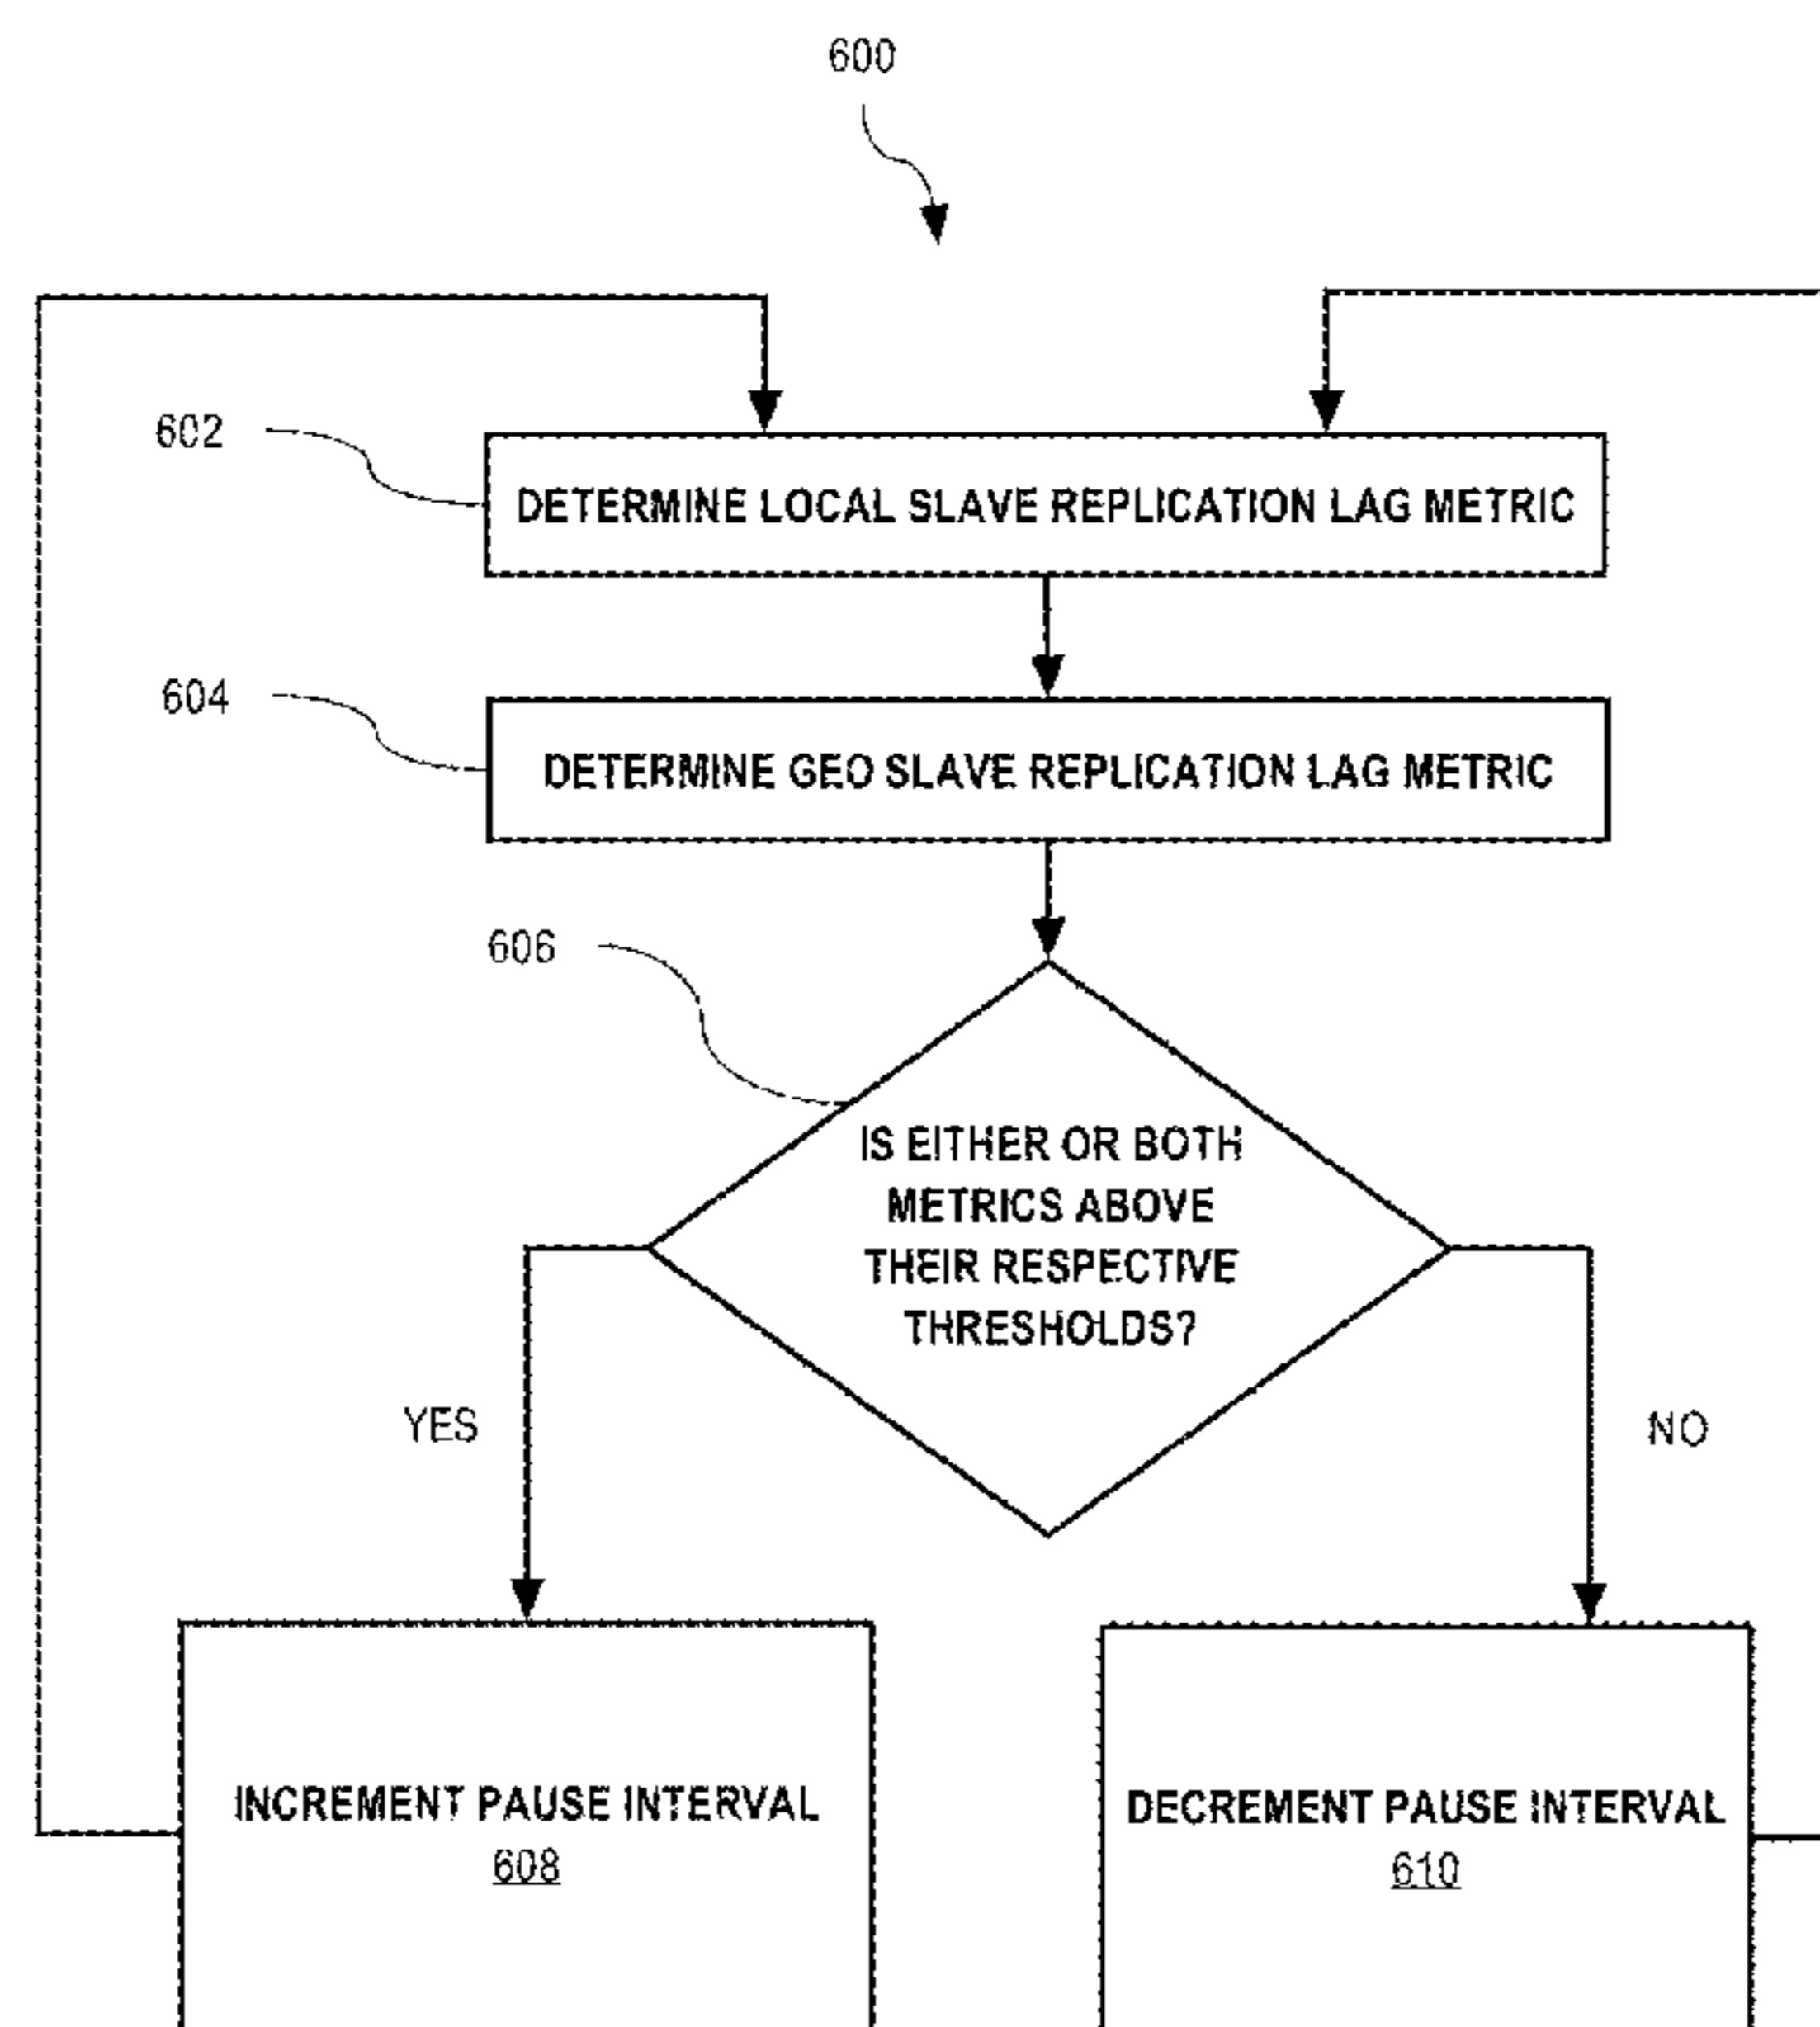 600
602
DETERMINE LOCAL SLAVE REPLICATION LAG METRIC
604
DETERMINE GEO SLAVE REPLICATION LAG METRIC
606
IS EITHER OR BOTH
METRICS ABOVE
THEIR RESPECTIVE
THRESHOLDS?
YES
NO
INCREMENT PAUSE INTERVAL
608
DECREMENT PAUSE INTERVAL
610